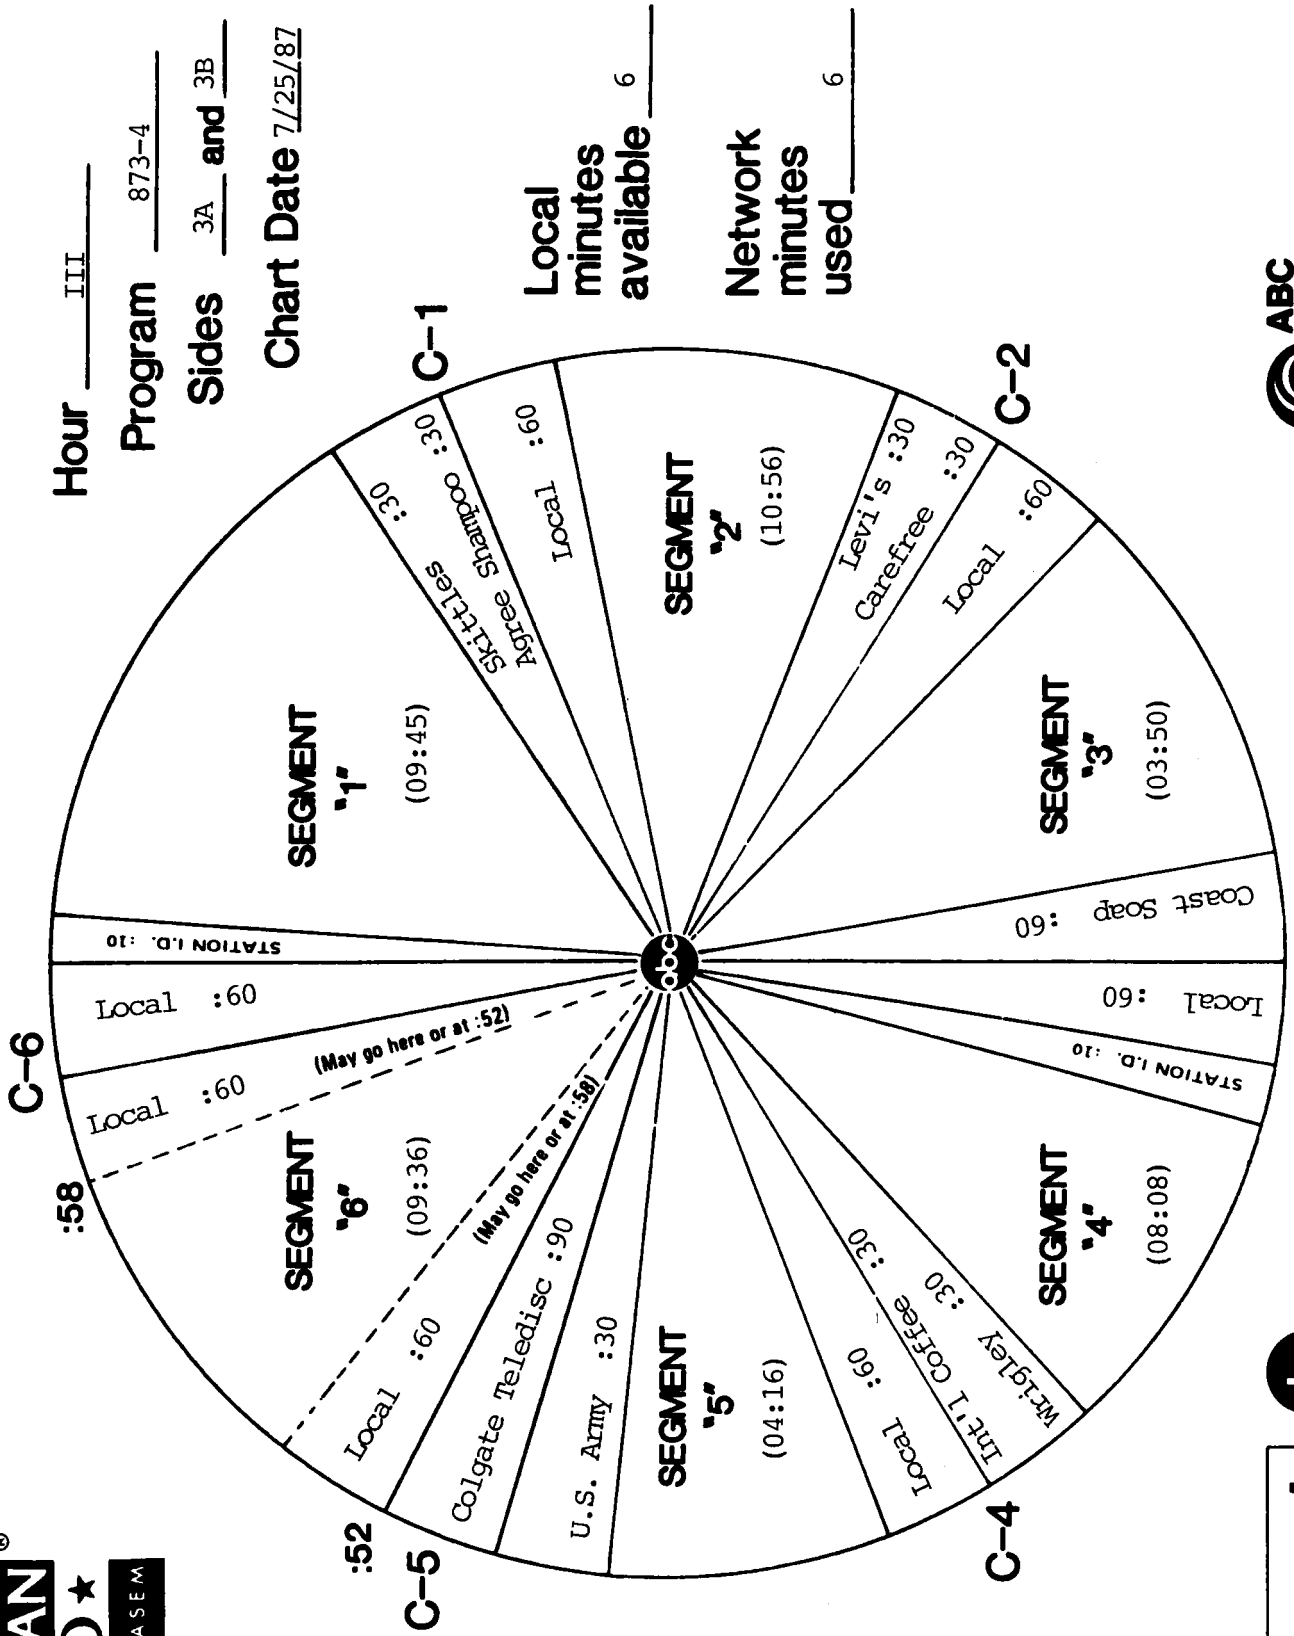 Hour III
Program 873-4
Sides 3A and 3B
Chart Date 7/25/87
Local
minutes
available 6
Network
minutes
used 6
STATION I.D. :10
SEGMENT
"1"
(09:45)
Skittles :30
Agree Shampoo :30
C-1
Local :60
SEGMENT
"2"
(10:56)
Levi's :30
Carefree :30
C-2
Local :60
SEGMENT
"3"
(03:50)
Coast Soap :60
Local :60
STATION I.D. :10
SEGMENT
"4"
(08:08)
Wrigley :30
Int'l Coffee :30
C-4
Local :60
SEGMENT
"5"
(04:16)
U.S. Army :30
Colgate Teledisc :90
C-5
:52
Local :60
(May go here or at :58)
SEGMENT
"6"
(09:36)
:58
Local :60
(May go here or at :52)
C-6
Local :60
abc
ABC
AN
ASEM
®